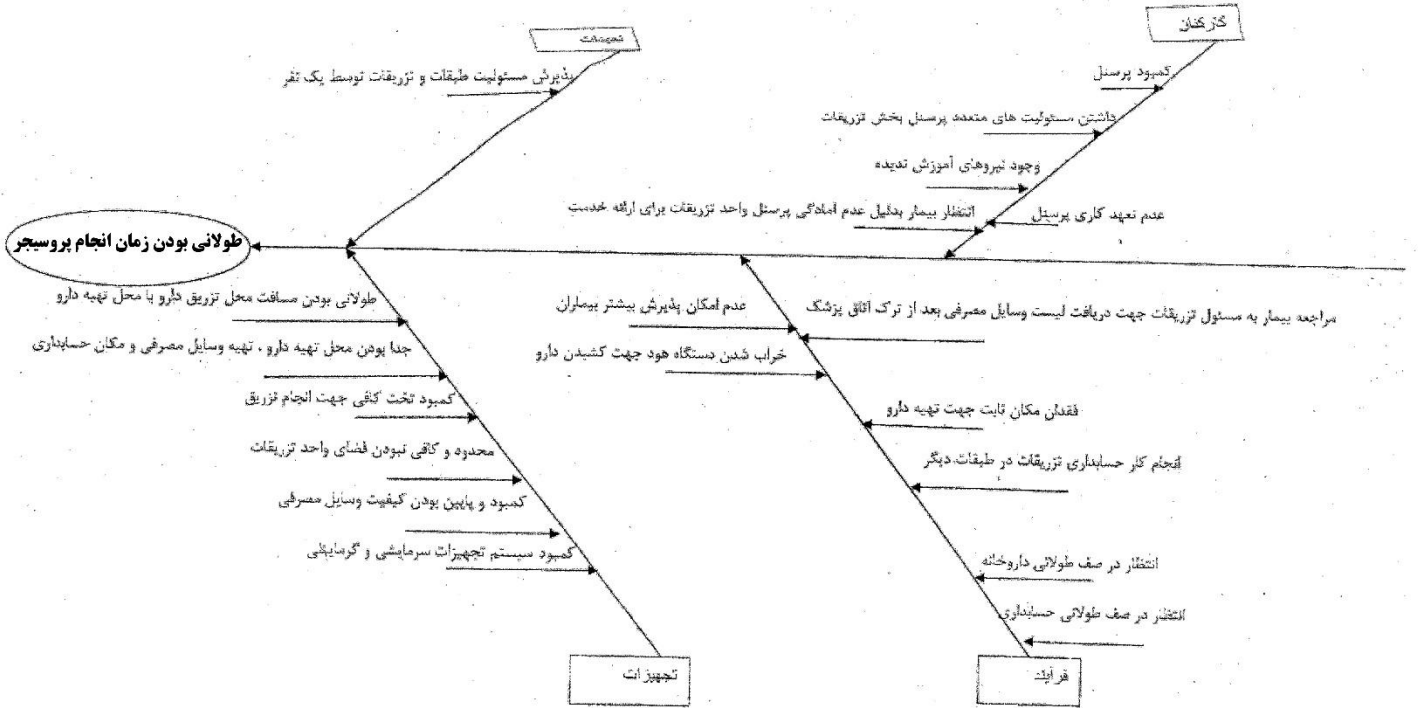 کارکنان
کمبود پرسنل
داشتن مسئولیت های متعدد پرسنل بخش تزریقات
وجود نیروهای آموزش ندیده
عدم تعهد کاری پرسنل
انتظار بیمار بدلیل عدم امادگی پرسنل واحد تزریقات برای ارائه خدمت
پذیرش مسئولیت طبقات و تزریقات توسط یک نفر
طولانی بودن زمان انجام پروسیجر
مراجعه بیمار به مسئول تزریقات جهت دریافت لیست وسایل مصرفی بعد از ترک اتاق پزشک
عدم امکان پذیرش بیشتر بیماران
خراب شدن دستگاه هود جهت کشیدن دارو
فقدان مکان ثابت جهت تهیه دارو
انجام کار حسابداری تزریقات در طبقات دیگر
انتظار در صف طولانی داروخانه
انتظار در صف طولانی حسابداری
فرآیند
طولانی بودن مسافت محل تزریق دارو با محل تهیه دارو
جدا بودن محل تهیه دارو ، تهیه وسایل مصرفی و مکان حسابداری
کمبود تخت کافی جهت انجام تزریق
محدود و کافی نبودن فضای واحد تزریقات
کمبود و پایین بودن کیفیت وسایل مصرفی
کمبود سیستم تجهیزات سرمایشی و گرمایشی
تجهیزات